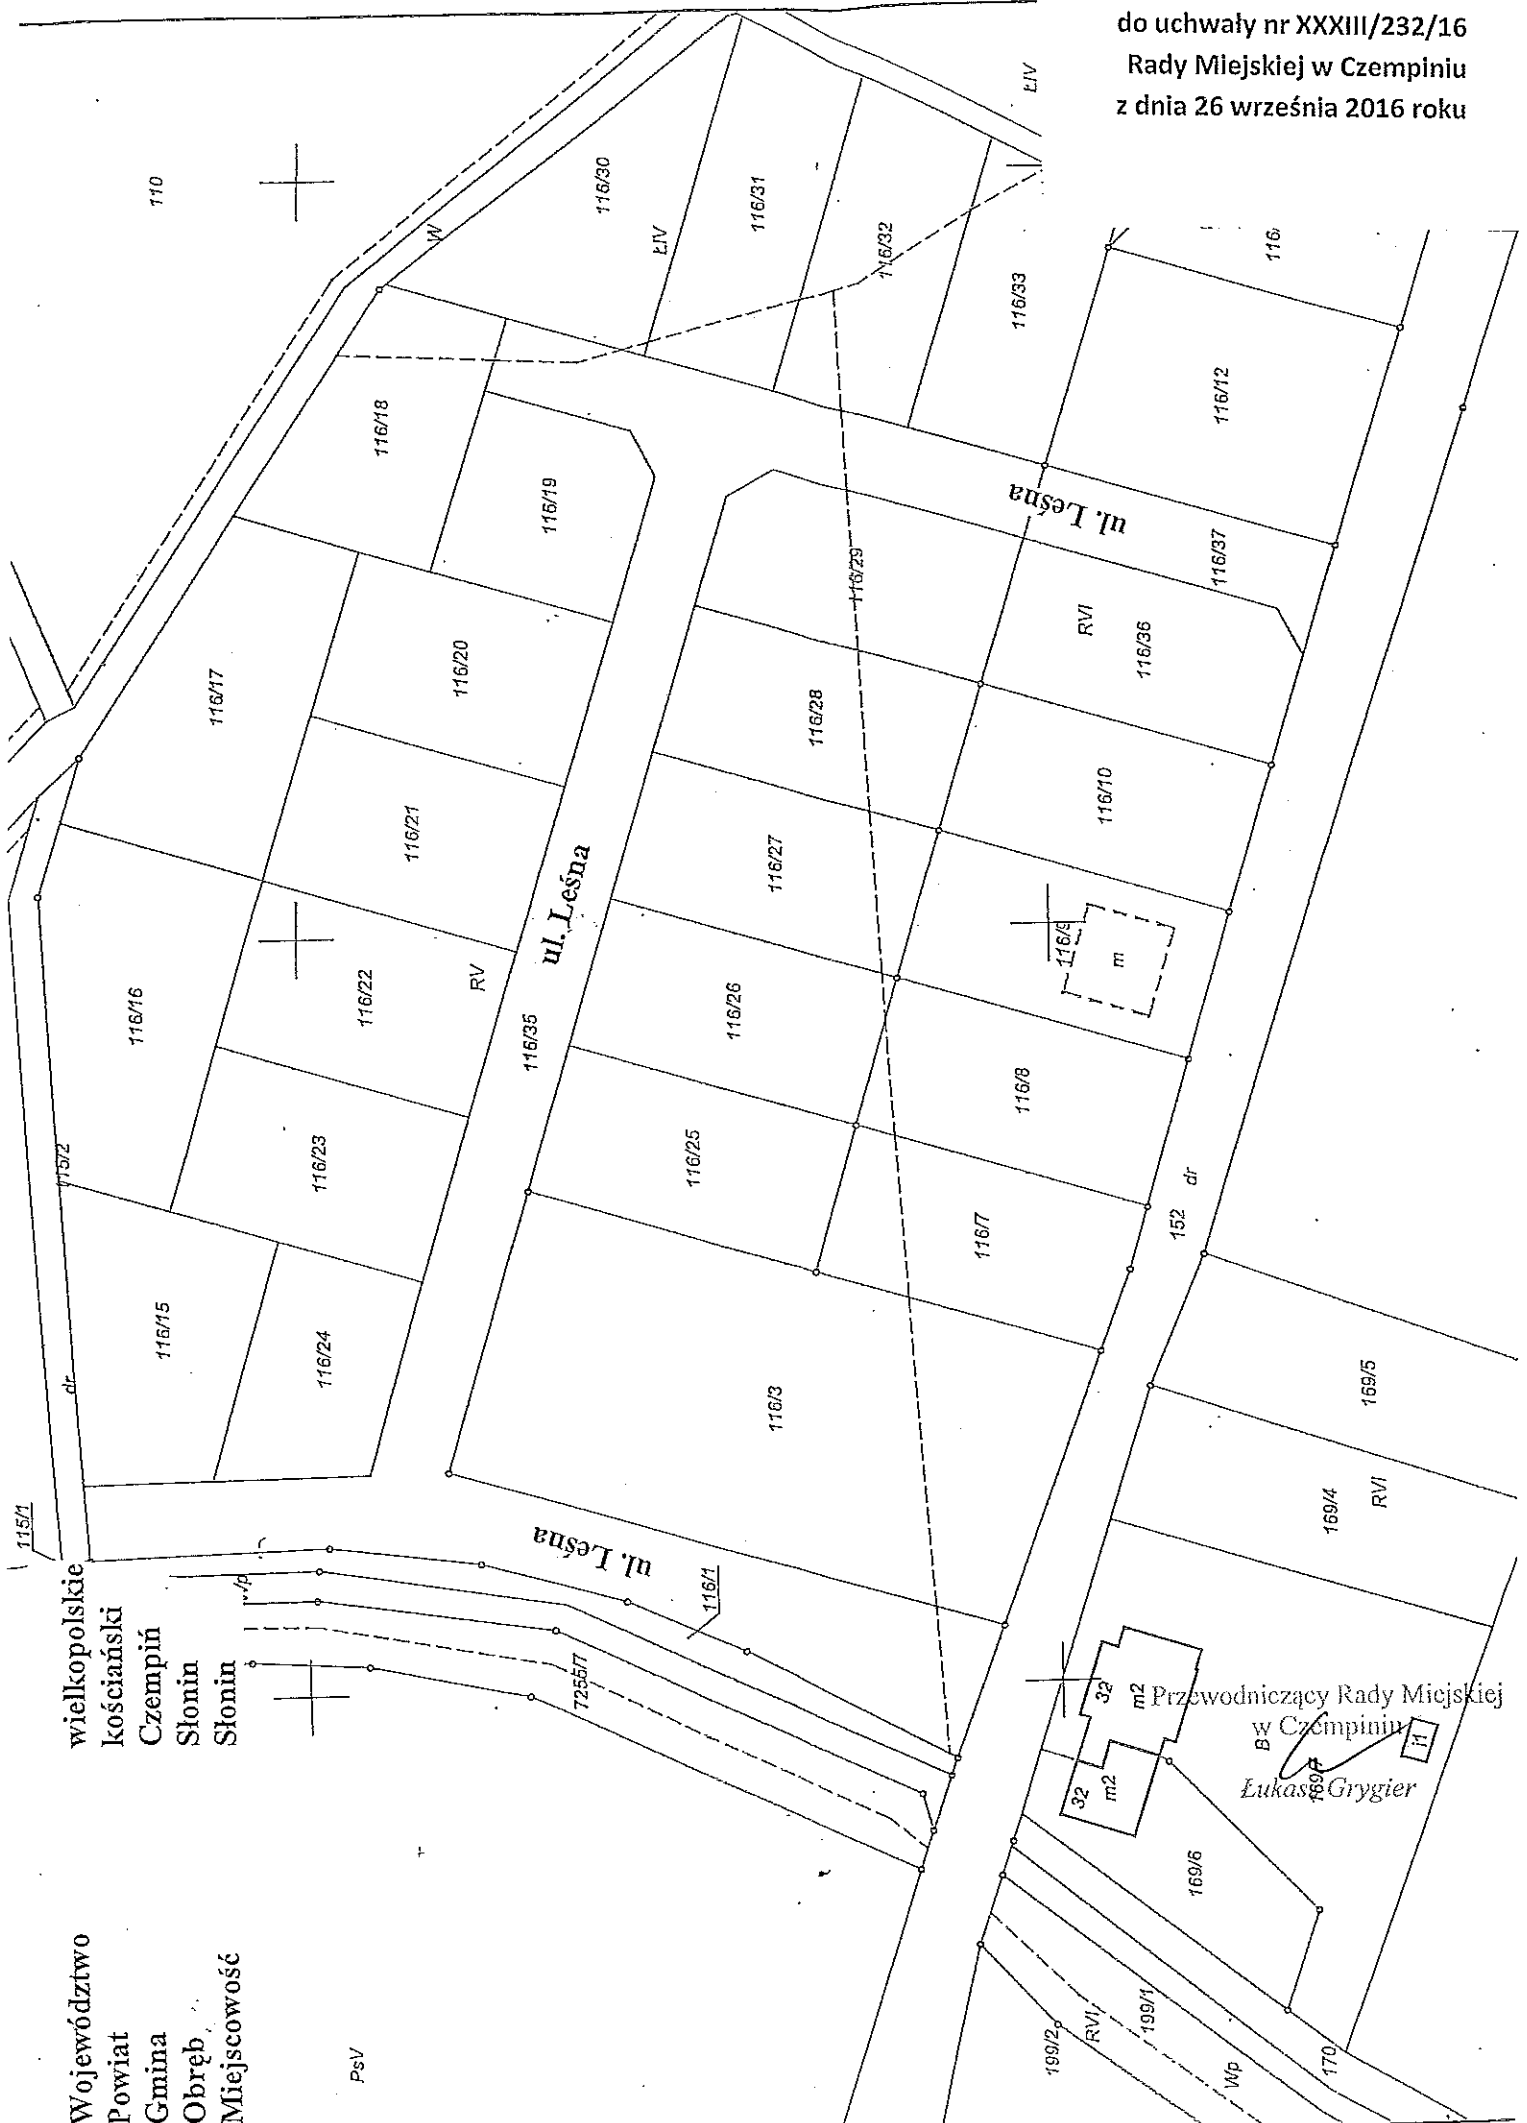 do uchwały nr XXXIII/232/16
Rady Miejskiej w Czempiniu
z dnia 26 września 2016 roku
Województwo wielkopolskie
Powiat kościański
Gmina Czempiń
Obręb Słonin
Miejscowość Słonin
110
ŁIV
116/30
116/31
116/32
116/33
ŁIV
W
116/
116/12
116/18
116/19
ul. Leśna
116/37
116/29
RVI
116/36
116/17
116/20
116/28
116/21
116/10
ul. Leśna
116/27
116/9
m
116/16
116/22
RV
116/35
116/26
116/8
115/2
116/23
116/25
dr
152
116/7
116/15
116/24
dr
116/3
169/5
115/1
169/4
RVI
ul. Leśna
116/1
Wp
7255/7
32
m2
32
m2
Przewodniczący Rady Miejskiej
w Czempiniu
B
i1
Łukasz Grygier
169/6
199/1
199/2
RVI
Wp
170
PsV